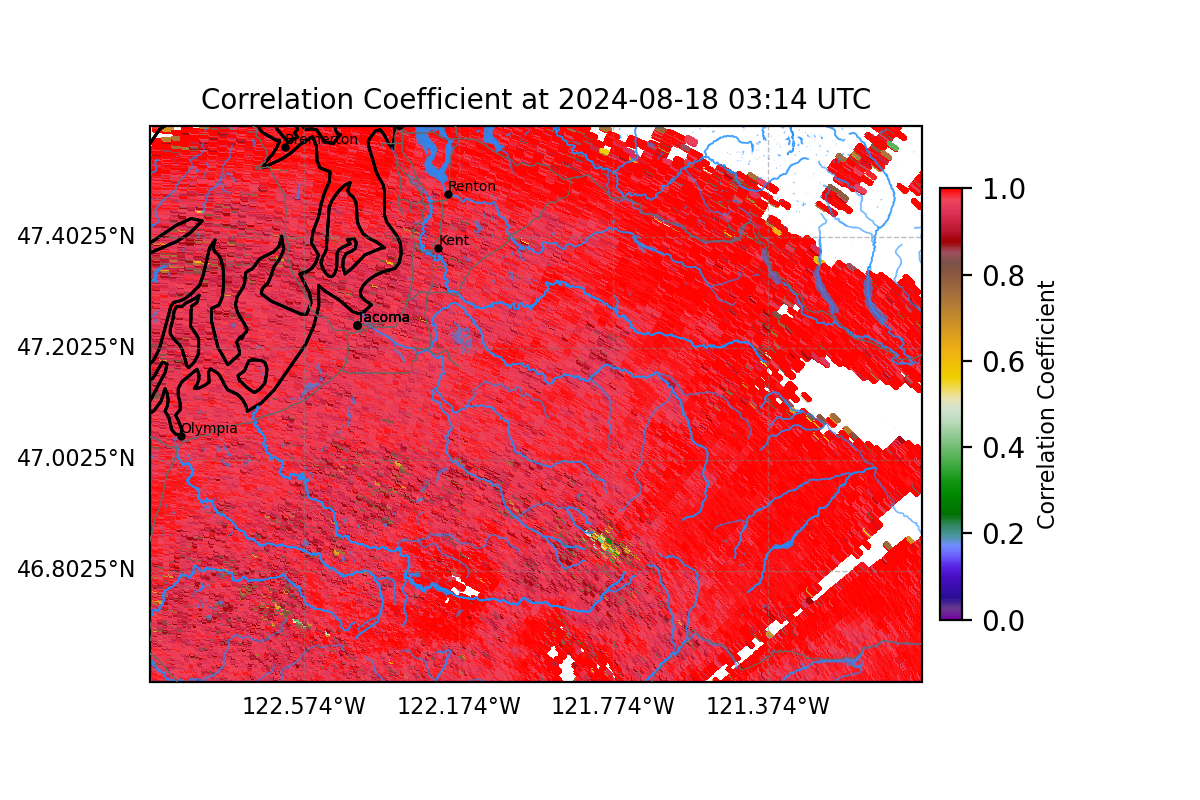 Correlation Coefficient at 2024-08-18 03:14 UTC
Bremerton
Renton
Kent
Tacoma
Olympia
47.4025°N
47.2025°N
47.0025°N
46.8025°N
122.574°W 122.174°W 121.774°W 121.374°W
1.0
0.8
0.6
0.4
0.2
0.0
Correlation Coefficient